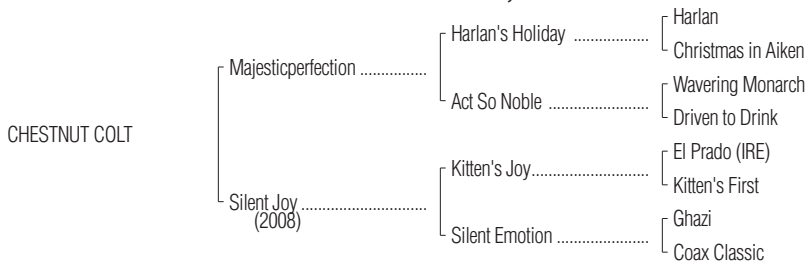 Harlan
Harlan's Holiday ..................
Christmas in Aiken
Majesticperfection ................
Wavering Monarch
Act So Noble ........................
Driven to Drink
CHESTNUT COLT
El Prado (IRE)
Kitten's Joy............................
Kitten's First
Silent Joy ..............................
(2008)
Ghazi
Silent Emotion ......................
Coax Classic